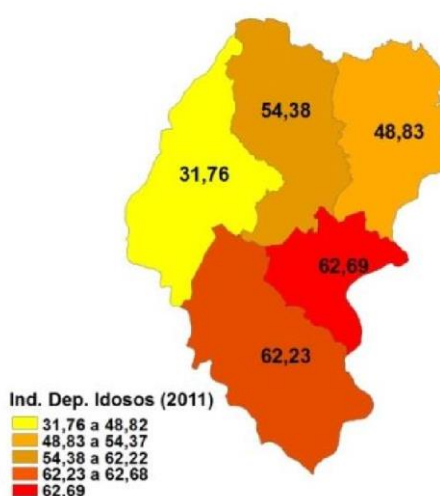 54,38
48,83
31,76
62,69
62,23
Ind. Dep. Idosos (2011)
31,76 a 48,82
48,83 a 54,37
54,38 a 62,22
62,23 a 62,68
62,69